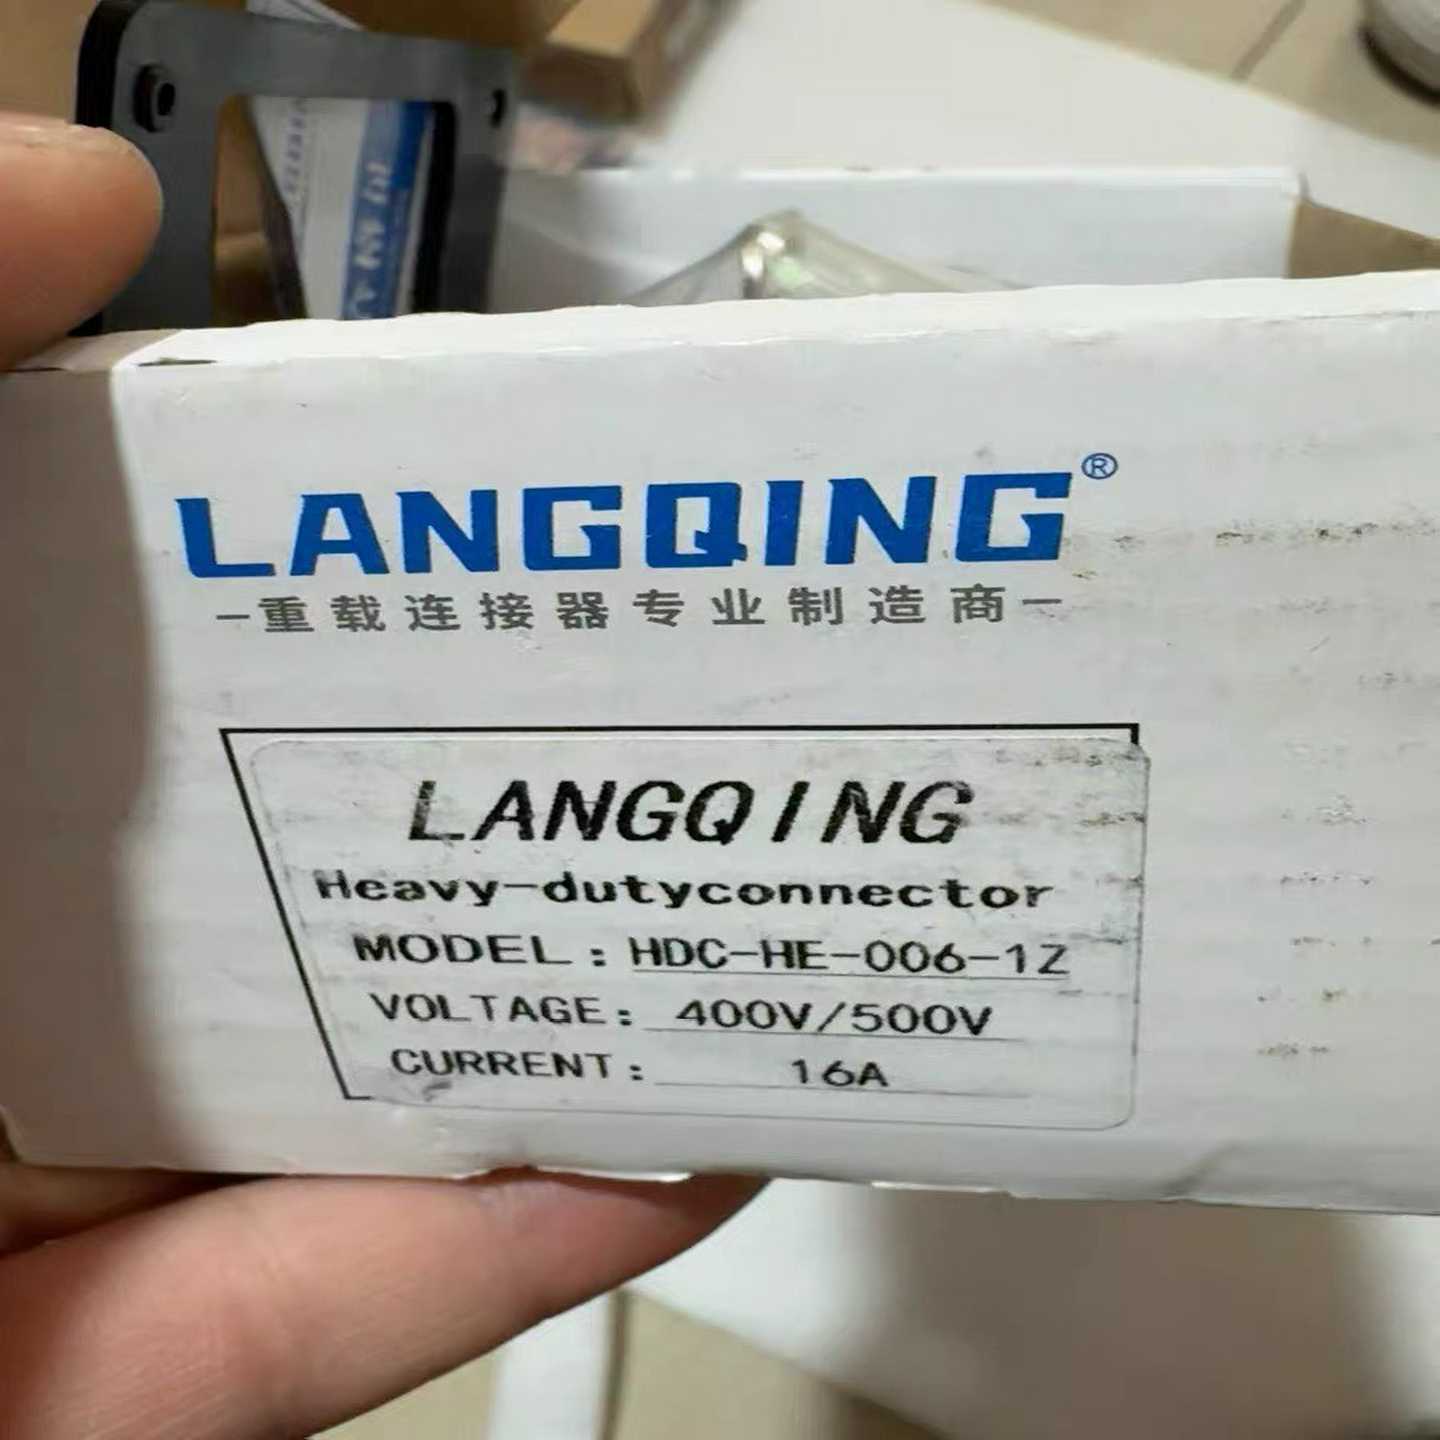 LANGQING®
-重载连接器专业制造商-
LANGQING
Heavy-dutyconnector
MODEL: HDC-HE-006-1Z
VOLTAGE: 400V/500V
CURRENT: 16A